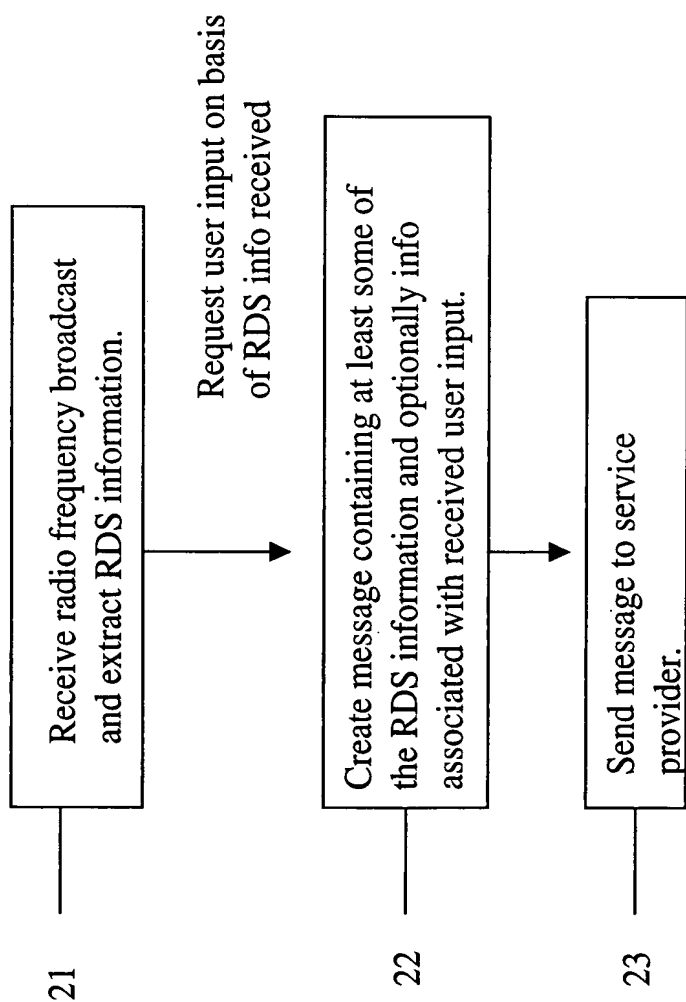 21
Receive radio frequency broadcast
and extract RDS information.
Request user input on basis
of RDS info received
22
Create message containing at least some of
the RDS information and optionally info
associated with received user input.
23
Send message to service
provider.